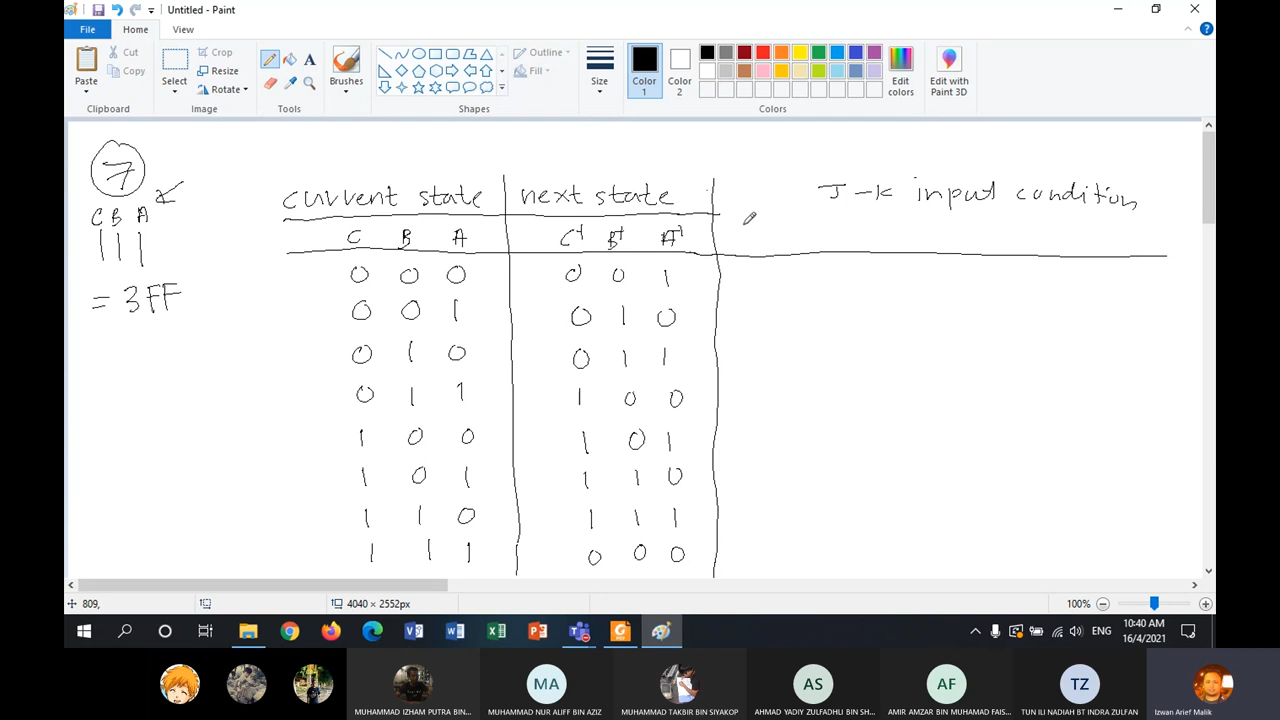 Untitled - Paint
File Home View
Paste
Cut
Copy
Clipboard
Select
Crop
Resize
Rotate
Image
A
Tools
Brushes
Outline
Fill
Shapes
Size
Color 1
Color 2
Edit colors
Colors
Edit with Paint 3D
7
C B A
1 1 1
= 3FF
current state next state J-K input condition
C B A C+ B+ A+
0 0 0 0 0 1
0 0 1 0 1 0
0 1 0 0 1 1
0 1 1 1 0 0
1 0 0 1 0 1
1 0 1 1 1 0
1 1 0 1 1 1
1 1 1 0 0 0
809,
4040 × 2552px
100%
ENG
10:40 AM
16/4/2021
MA AS AF TZ
MUHAMMAD IZHAM PUTRA BIN... MUHAMMAD NUR ALIFF BIN AZIZ MUHAMMAD TAKBIR BIN SIYAKOP AHMAD YADIY ZULFADHLI BIN SH... AMIR AMZAR BIN MUHAMAD FAIS... TUN ILI NADIAH BT INDRA ZULFAN Izwan Arief Malik